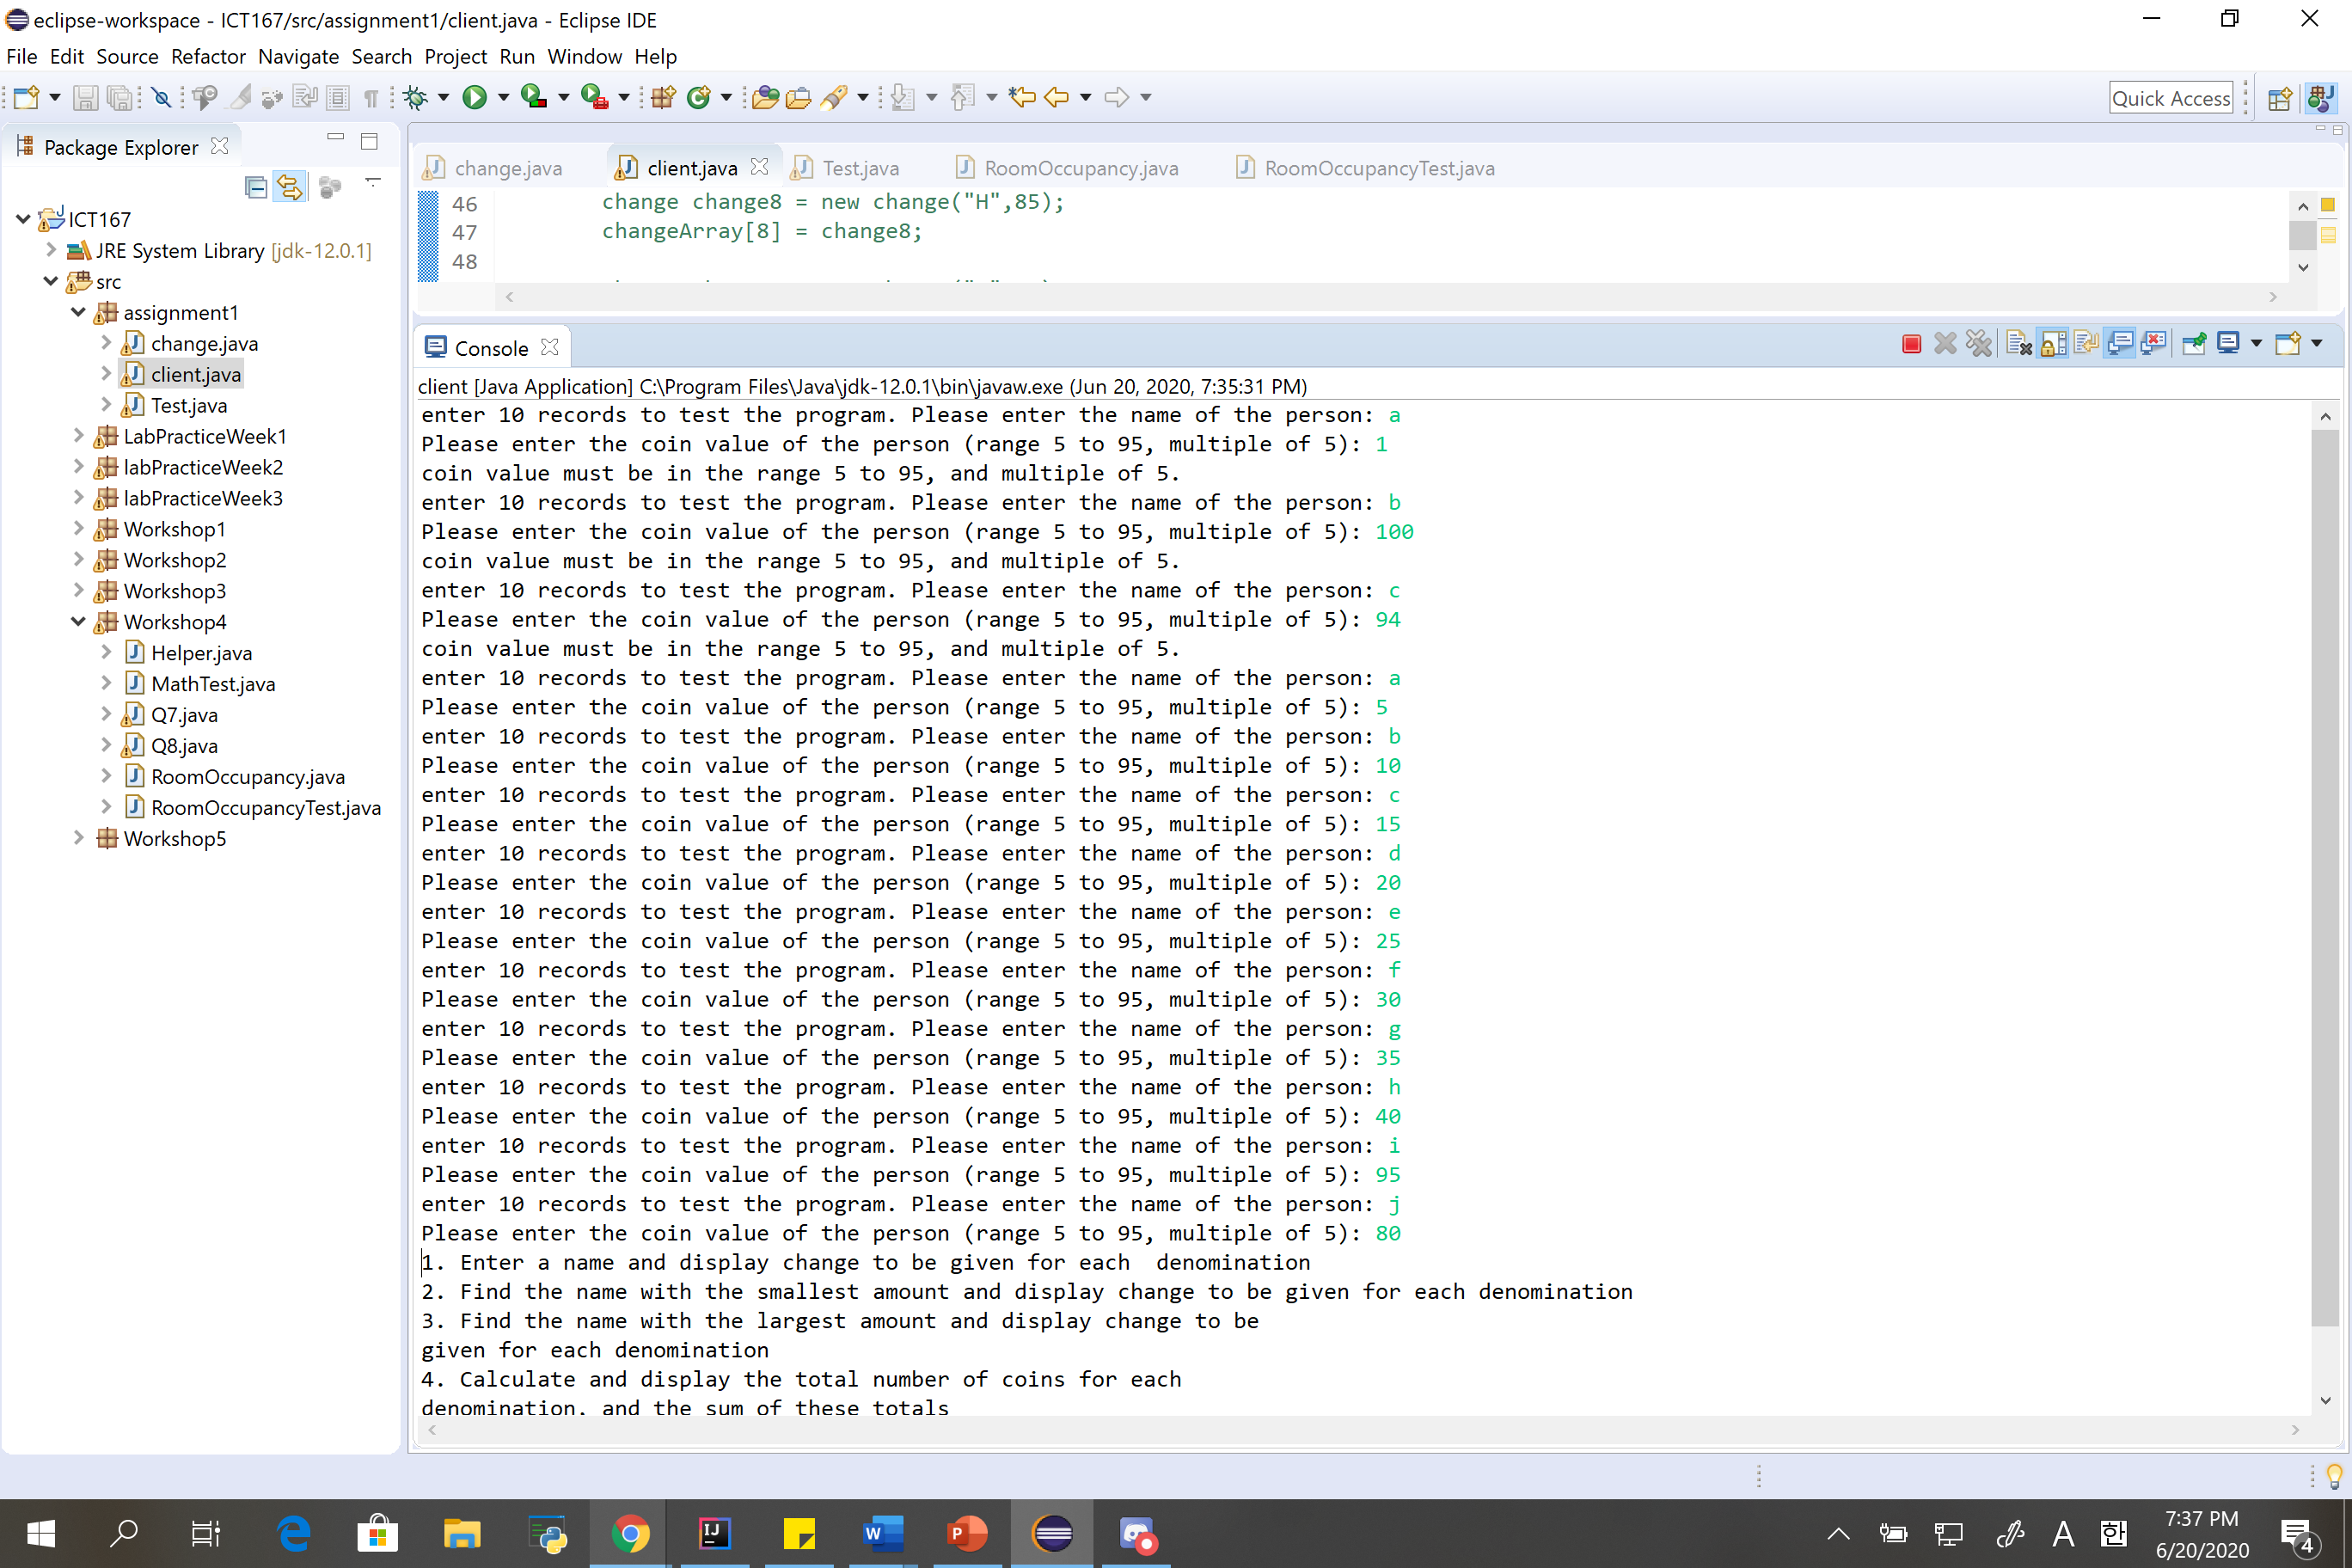 eclipse-workspace - ICT167/src/assignment1/client.java - Eclipse IDE
File Edit Source Refactor Navigate Search Project Run Window Help
Quick Access
Package Explorer
ICT167
JRE System Library [jdk-12.0.1]
src
assignment1
change.java
client.java
Test.java
LabPracticeWeek1
labPracticeWeek2
labPracticeWeek3
Workshop1
Workshop2
Workshop3
Workshop4
Helper.java
MathTest.java
Q7.java
Q8.java
RoomOccupancy.java
RoomOccupancyTest.java
Workshop5
change.java client.java Test.java RoomOccupancy.java RoomOccupancyTest.java
46 change change8 = new change("H",85);
47 changeArray[8] = change8;
48
Console
client [Java Application] C:\Program Files\Java\jdk-12.0.1\bin\javaw.exe (Jun 20, 2020, 7:35:31 PM)
enter 10 records to test the program. Please enter the name of the person: a
Please enter the coin value of the person (range 5 to 95, multiple of 5): 1
coin value must be in the range 5 to 95, and multiple of 5.
enter 10 records to test the program. Please enter the name of the person: b
Please enter the coin value of the person (range 5 to 95, multiple of 5): 100
coin value must be in the range 5 to 95, and multiple of 5.
enter 10 records to test the program. Please enter the name of the person: c
Please enter the coin value of the person (range 5 to 95, multiple of 5): 94
coin value must be in the range 5 to 95, and multiple of 5.
enter 10 records to test the program. Please enter the name of the person: a
Please enter the coin value of the person (range 5 to 95, multiple of 5): 5
enter 10 records to test the program. Please enter the name of the person: b
Please enter the coin value of the person (range 5 to 95, multiple of 5): 10
enter 10 records to test the program. Please enter the name of the person: c
Please enter the coin value of the person (range 5 to 95, multiple of 5): 15
enter 10 records to test the program. Please enter the name of the person: d
Please enter the coin value of the person (range 5 to 95, multiple of 5): 20
enter 10 records to test the program. Please enter the name of the person: e
Please enter the coin value of the person (range 5 to 95, multiple of 5): 25
enter 10 records to test the program. Please enter the name of the person: f
Please enter the coin value of the person (range 5 to 95, multiple of 5): 30
enter 10 records to test the program. Please enter the name of the person: g
Please enter the coin value of the person (range 5 to 95, multiple of 5): 35
enter 10 records to test the program. Please enter the name of the person: h
Please enter the coin value of the person (range 5 to 95, multiple of 5): 40
enter 10 records to test the program. Please enter the name of the person: i
Please enter the coin value of the person (range 5 to 95, multiple of 5): 95
enter 10 records to test the program. Please enter the name of the person: j
Please enter the coin value of the person (range 5 to 95, multiple of 5): 80
1. Enter a name and display change to be given for each  denomination
2. Find the name with the smallest amount and display change to be given for each denomination
3. Find the name with the largest amount and display change to be
given for each denomination
4. Calculate and display the total number of coins for each
denomination, and the sum of these totals
A 한 7:37 PM
6/20/2020 4